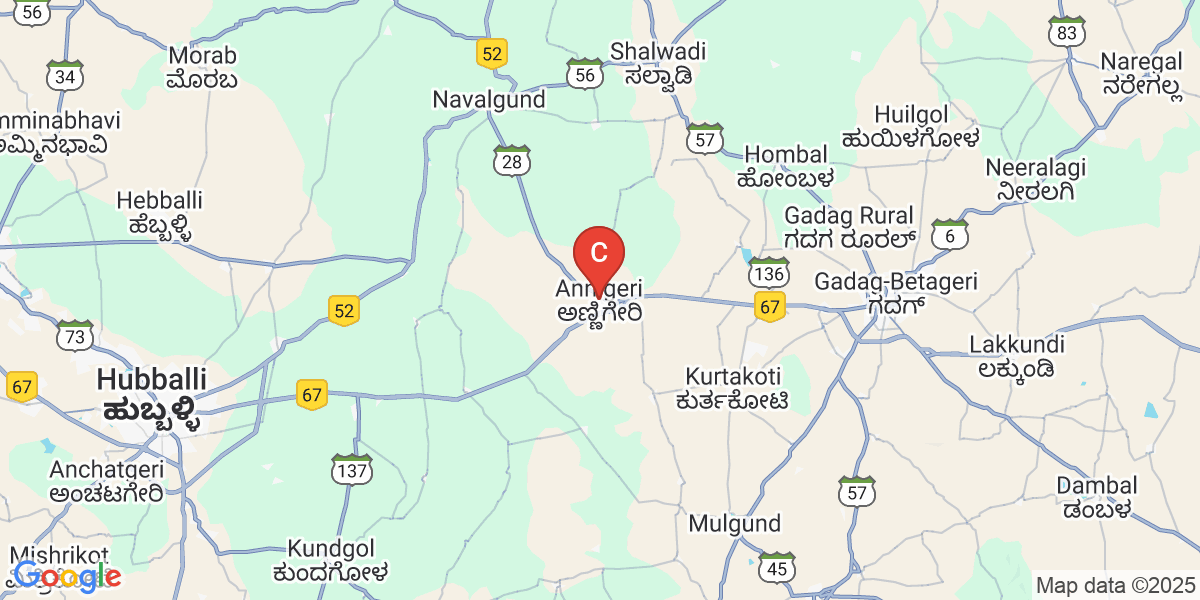 56
Morab
ಮೊರಬ
34
52
Shalwadi
ಸಲ್ವಾಡಿ
56
83
Naregal
ನರೇಗಲ್ಲ
Navalgund
Huilgol
ಹುಯಿಳಗೋಳ
57
Hombal
ಹೋಂಬಳ
28
Neeralagi
ನೀರಲಗಿ
Hebballi
ಹೆಬ್ಬಳ್ಳಿ
Gadag Rural
ಗದಗ ರೂರಲ್
6
C
136
Annigeri
ಅಣ್ಣಿಗೇರಿ
67
Gadag-Betageri
ಗದಗ್
52
73
Lakkundi
ಲಕ್ಕುಂಡಿ
67
Hubballi
ಹುಬ್ಬಳ್ಳಿ
67
Kurtakoti
ಕುರ್ತಕೋಟಿ
Anchatgeri
ಅಂಚಟಗೇರಿ
137
57
Dambal
ಡಂಬಳ
Mulgund
Mishrikot
Kundgol
ಕುಂದಗೋಳ
45
Google
Map data ©2025